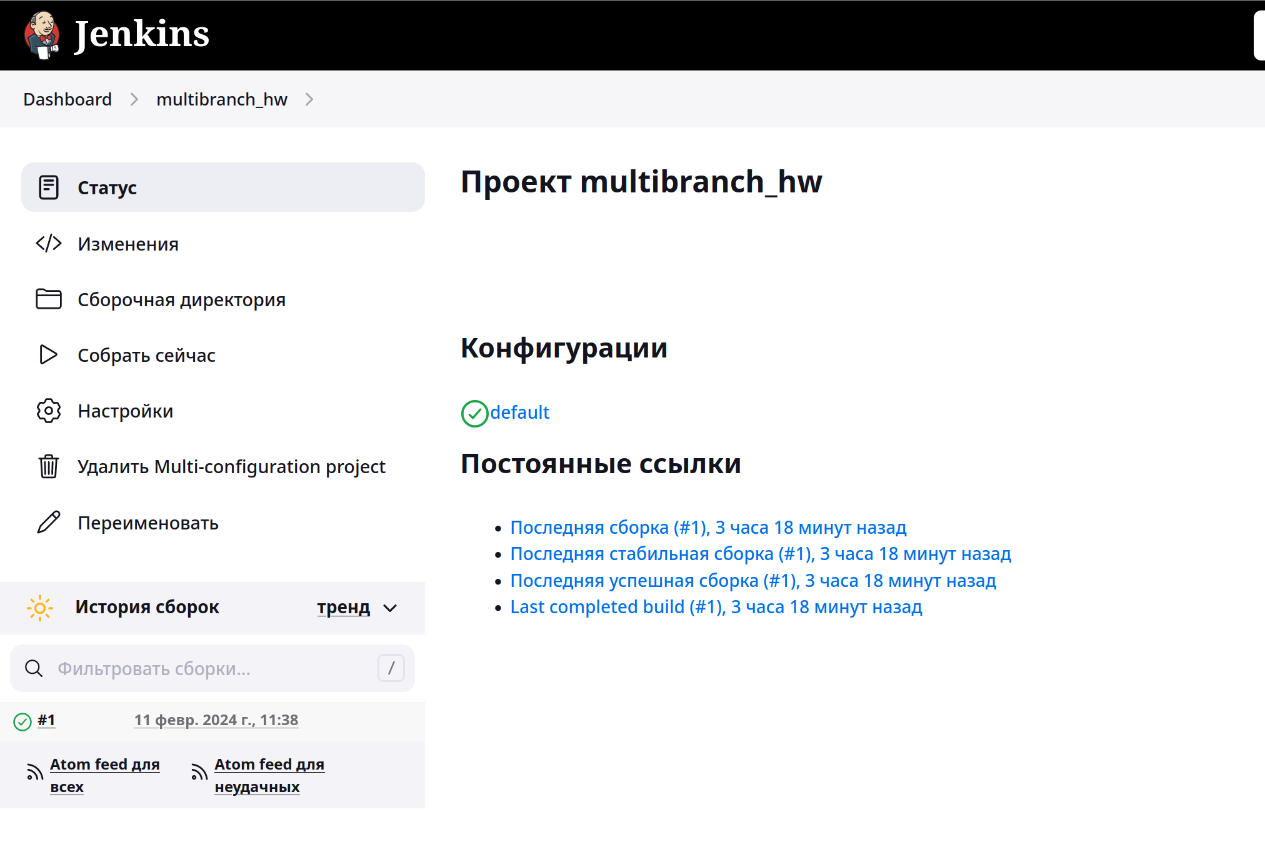 Jenkins
Dashboard
multibranch_hw
Статус
Изменения
Сборочная директория
Собрать сейчас
Настройки
Удалить Multi-configuration project
Переименовать
История сборок
тренд
Фильтровать сборки...
/
#1
11 февр. 2024 г., 11:38
Atom feed для
всех
Atom feed для
неудачных
Проект multibranch_hw
Конфигурации
default
Постоянные ссылки
Последняя сборка (#1), 3 часа 18 минут назад
Последняя стабильная сборка (#1), 3 часа 18 минут назад
Последняя успешная сборка (#1), 3 часа 18 минут назад
Last completed build (#1), 3 часа 18 минут назад